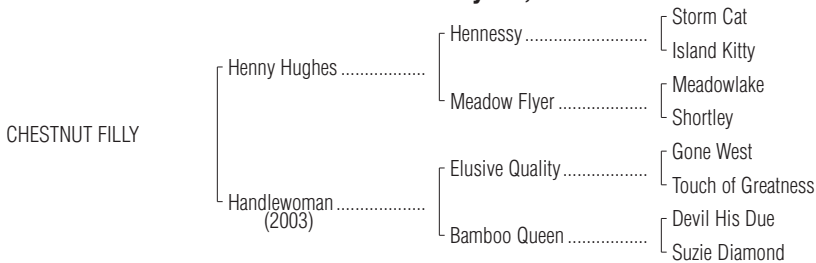 Storm Cat
Hennessy ..........................
Island Kitty
Henny Hughes ..................
Meadowlake
Meadow Flyer ...................
Shortley
CHESTNUT FILLY
Gone West
Elusive Quality ..................
Touch of Greatness
Handlewoman ...................
(2003)
Devil His Due
Bamboo Queen .................
Suzie Diamond